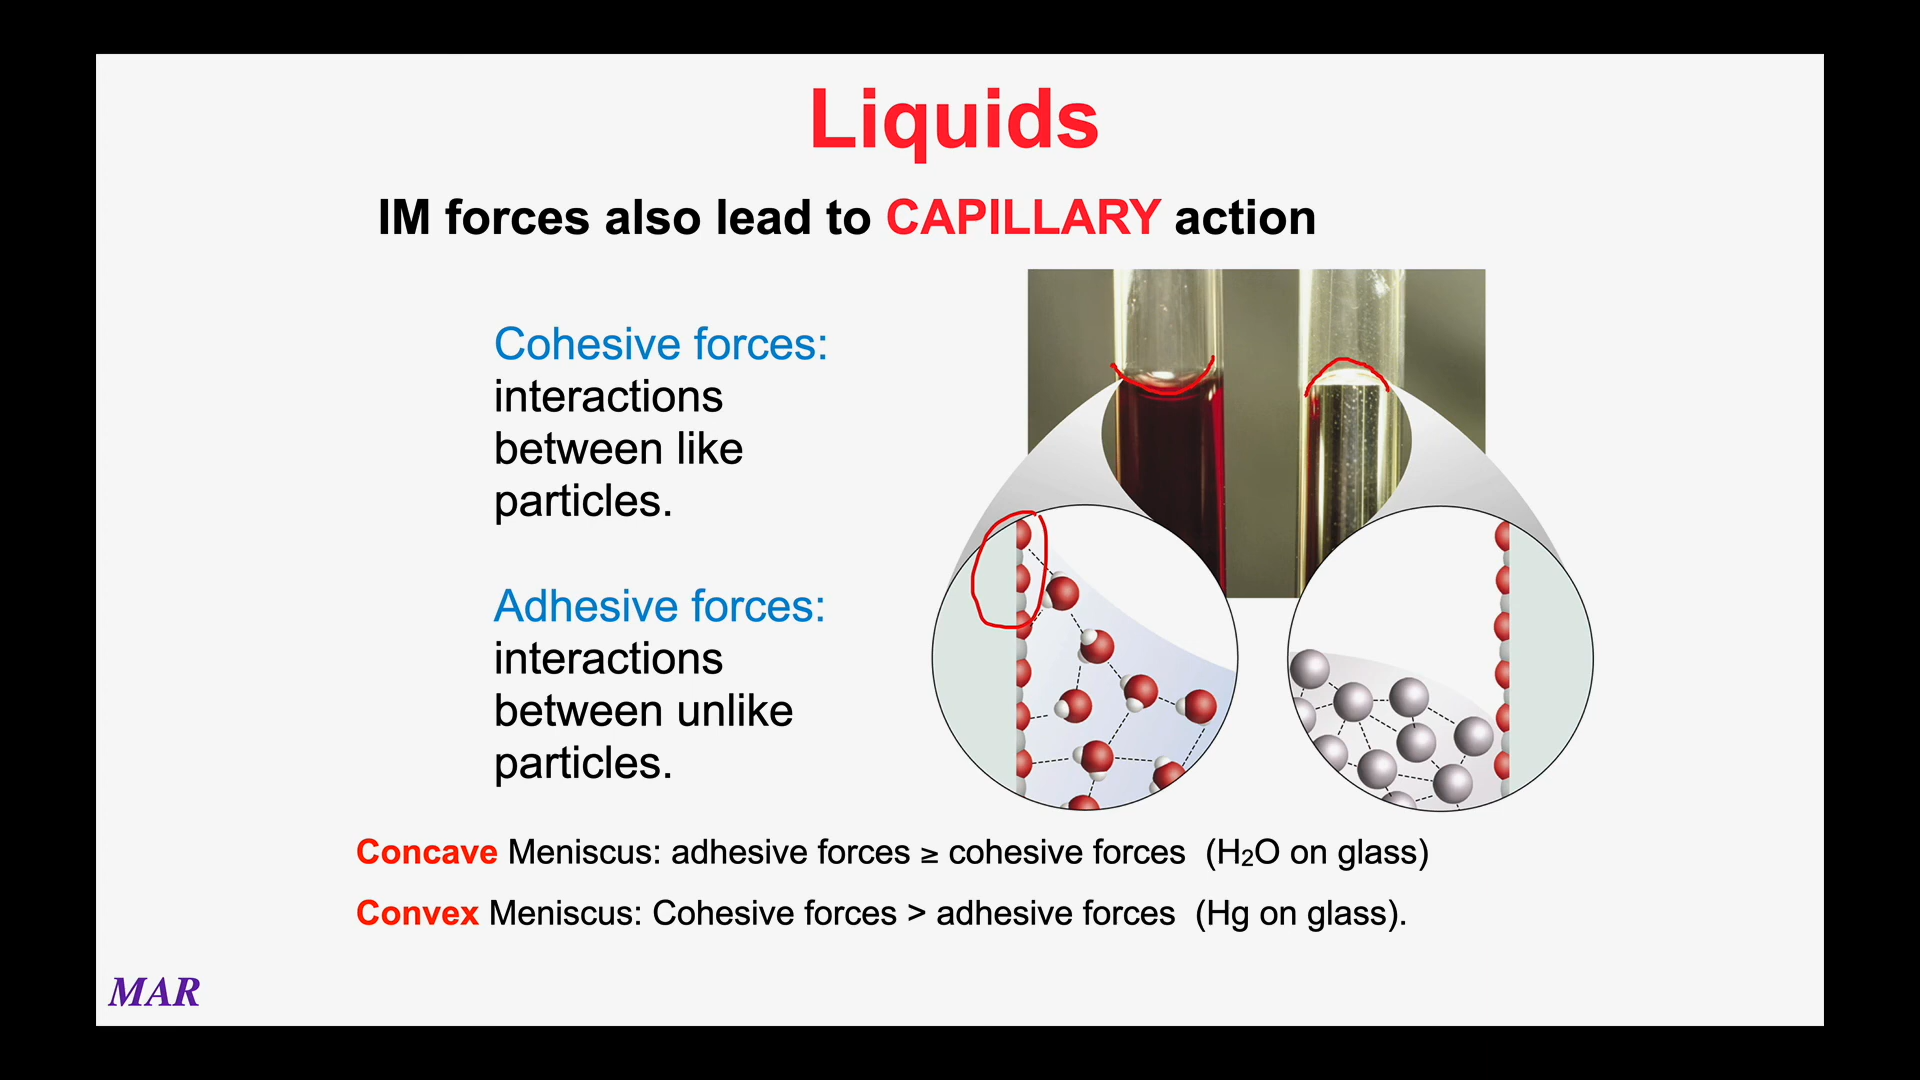 Liquids
IM forces also lead to CAPILLARY action
Cohesive forces:
interactions
between like
particles.
Adhesive forces:
interactions
between unlike
particles.
Concave Meniscus: adhesive forces ≥ cohesive forces (H₂O on glass)
Convex Meniscus: Cohesive forces > adhesive forces (Hg on glass).
MAR